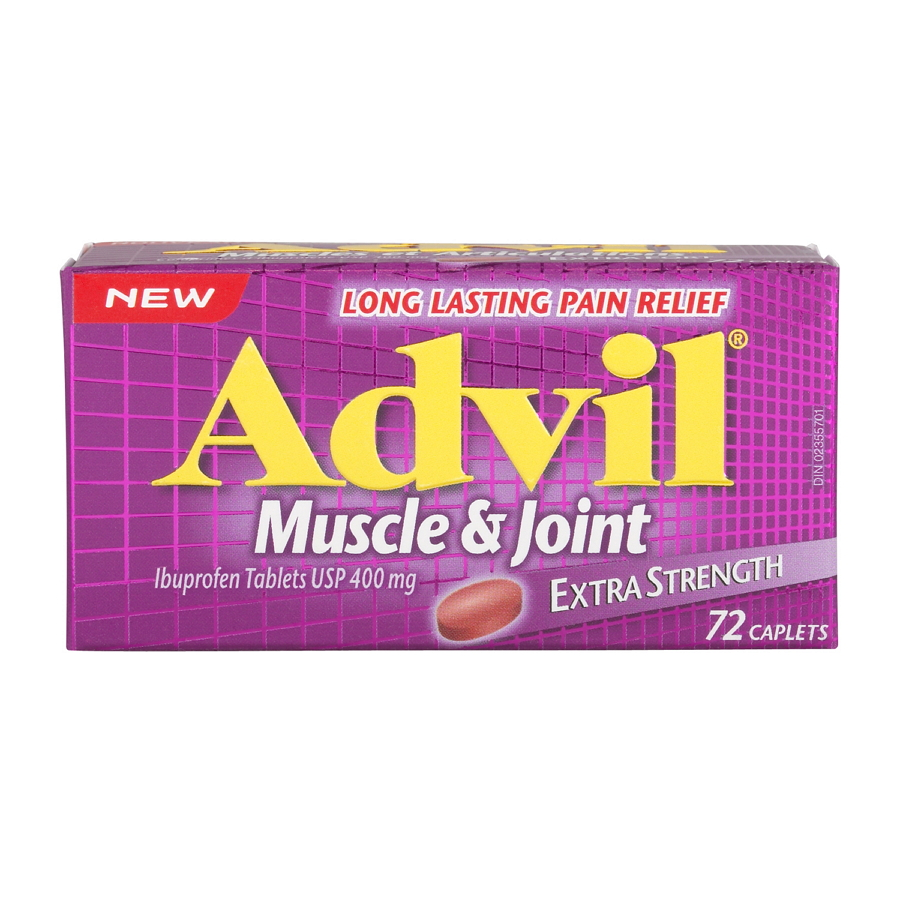 NEW
LONG LASTING PAIN RELIEF
Advil®
Muscle & Joint
Ibuprofen Tablets USP 400 mg
EXTRA STRENGTH
72 CAPLETS
DIN 02355701